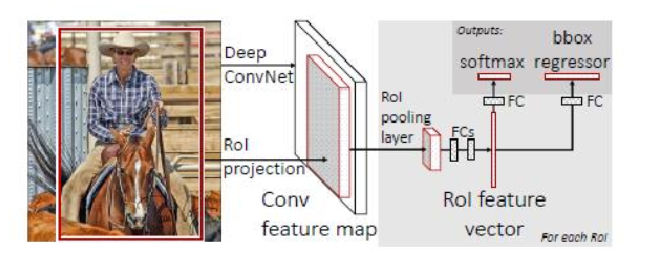 Deep
ConvNet
RoI
projection
Conv
feature map
RoI
pooling
layer
FCs
RoI feature
vector
Outputs:
softmax
bbox
regressor
FC
FC
For each RoI